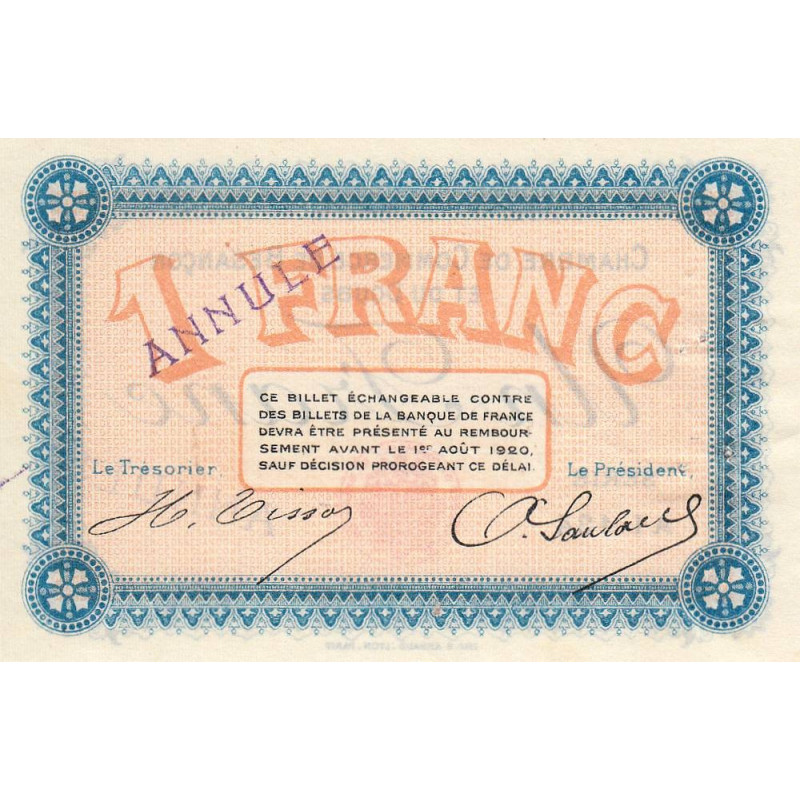 1 FRANC
ANNULE
CE BILLET ÉCHANGEABLE CONTRE
DES BILLETS DE LA BANQUE DE FRANCE
DEVRA ÊTRE PRÉSENTÉ AU REMBOUR-
SEMENT AVANT LE 1er AOÛT 1920,
SAUF DÉCISION PROROGEANT CE DÉLAI.
Le Trésorier,
Le Président,
H. Tissot